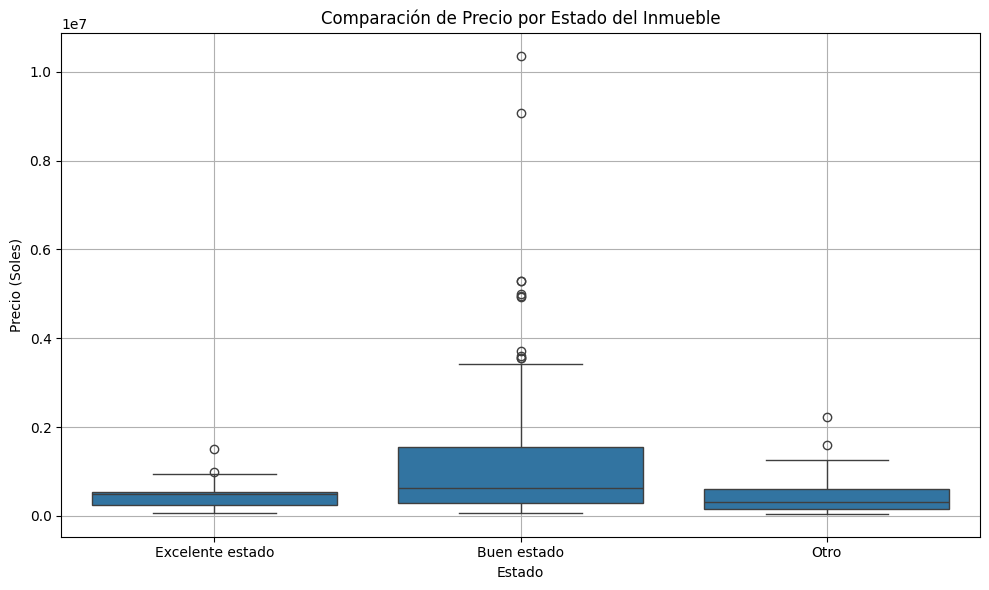 Comparación de Precio por Estado del Inmueble
1e7
1.0
0.8
0.6
0.4
0.2
0.0
Precio (Soles)
Excelente estado
Buen estado
Otro
Estado